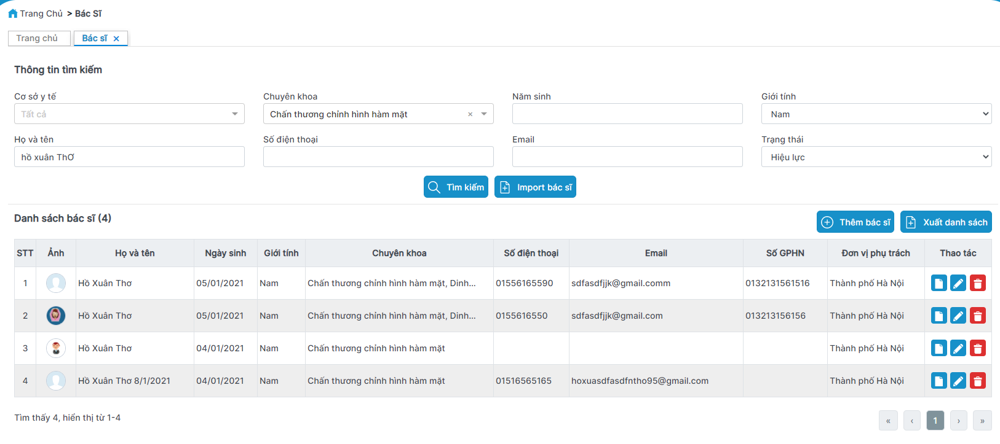 Trang Chủ > Bác Sĩ
Trang chủ Bác sĩ ×
Thông tin tìm kiếm
Cơ sở y tế Chuyên khoa Năm sinh Giới tính
Tất cả Chấn thương chỉnh hình hàm mặt × Nam
Họ và tên Số điện thoại Email Trạng thái
hồ xuân ThƠ Hiệu lực
Tìm kiếm Import bác sĩ
Danh sách bác sĩ (4) Thêm bác sĩ Xuất danh sách
STT Ảnh Họ và tên Ngày sinh Giới tính Chuyên khoa Số điện thoại Email Số GPHN Đơn vị phụ trách Thao tác
1 Hồ Xuân Thơ 05/01/2021 Nam Chấn thương chỉnh hình hàm mặt, Dinh... 01556165590 sdfasdfjjk@gmail.comm 0132131561516 Thành phố Hà Nội
2 Hồ Xuân Thơ 05/01/2021 Nam Chấn thương chỉnh hình hàm mặt, Dinh... 0155616550 sdfasdfjjk@gmail.com 013213156156 Thành phố Hà Nội
3 Hồ Xuân Thơ 04/01/2021 Nam Chấn thương chỉnh hình hàm mặt Thành phố Hà Nội
4 Hồ Xuân Thơ 8/1/2021 04/01/2021 Nam Chấn thương chỉnh hình hàm mặt 01516565165 hoxuasdfasdfntho95@gmail.com Thành phố Hà Nội
Tìm thấy 4, hiển thị từ 1-4 « ‹ 1 › »